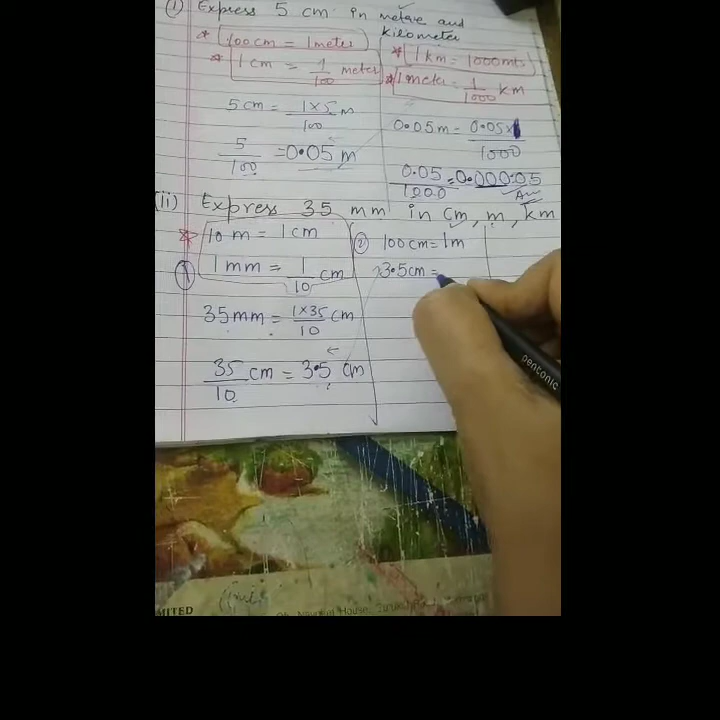 (i) Express 5 cm in metre and
kilometer
* 100 cm = 1 meter
* 1 cm = 1/100 meter
5 cm = 1×5/100 m
5/100 = 0.05 m
* 1 km = 1000 mts
* 1 meter = 1/1000 km
0.05 m = 0.05×1/1000
0.05/1000 = 0.00005
Ans
(ii) Express 35 mm in cm, m, km
* 10 m = 1 cm
① 1 mm = 1/10 cm
35 mm = 1×35/10 cm
35/10 cm = 3.5 cm
② 100 cm = 1 m
3.5 cm =
pentonic
MITED
House,